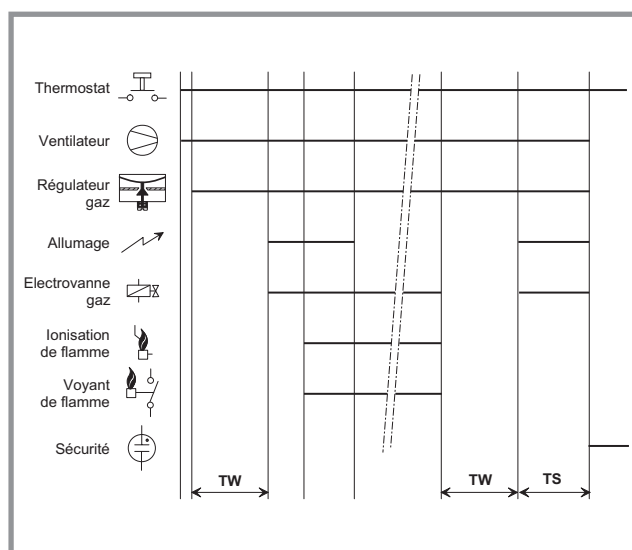 Thermostat
Ventilateur
Régulateur
gaz
Allumage
Electrovanne
gaz
Ionisation
de flamme
Voyant
de flamme
Sécurité
TW
TW
TS